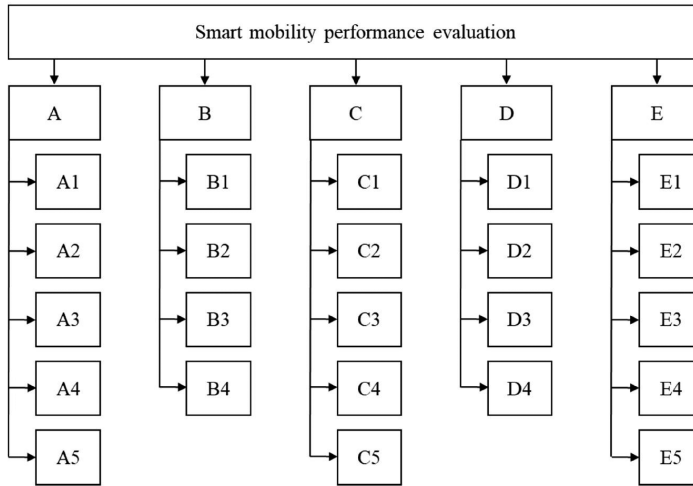 Smart mobility performance evaluation
A B C D E
A1 B1 C1 D1 E1
A2 B2 C2 D2 E2
A3 B3 C3 D3 E3
A4 B4 C4 D4 E4
A5 C5 E5